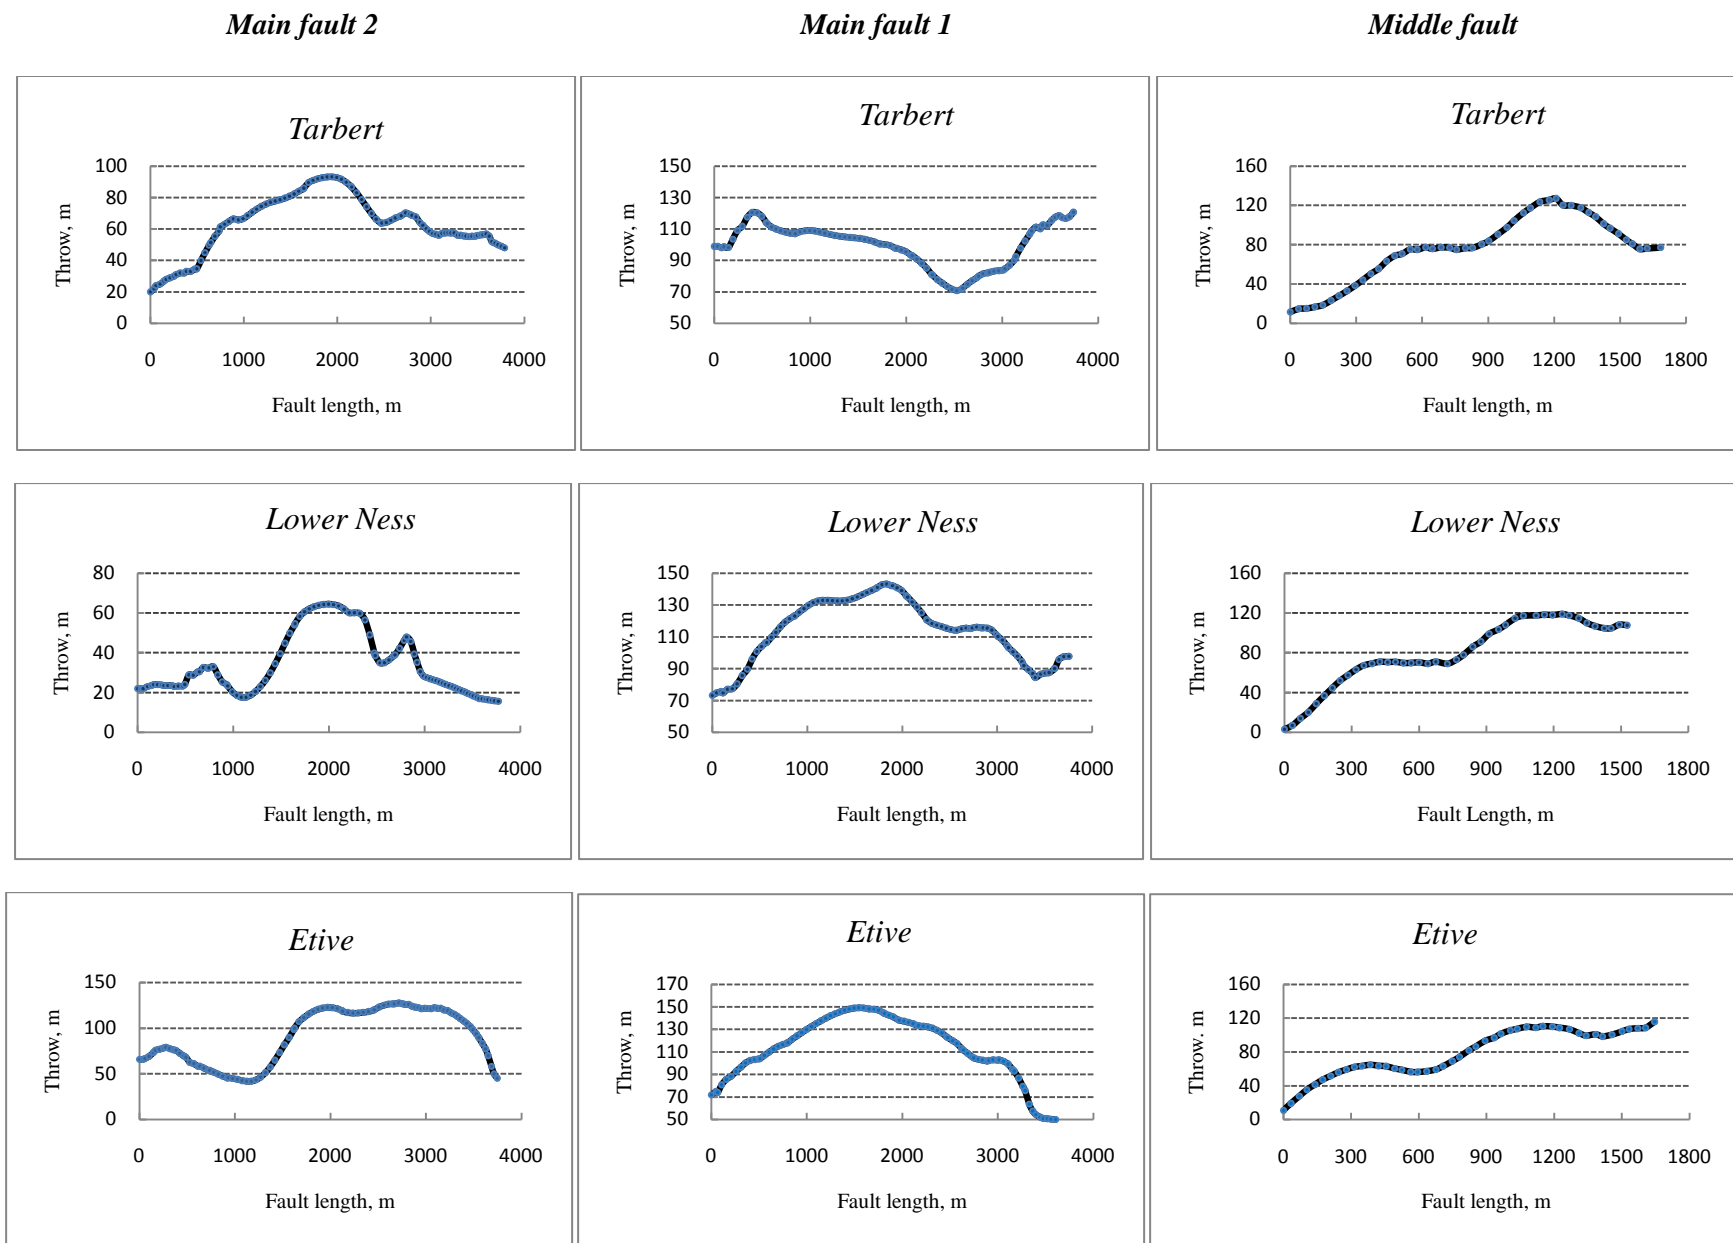 Main fault 2 Main fault 1 Middle fault
Tarbert
100
80
60
40
20
0
Throw, m
0 1000 2000 3000 4000
Fault length, m
Tarbert
150
130
110
90
70
50
Throw, m
0 1000 2000 3000 4000
Fault length, m
Tarbert
160
120
80
40
0
Throw, m
0 300 600 900 1200 1500 1800
Fault length, m
Lower Ness
80
60
40
20
0
Throw, m
0 1000 2000 3000 4000
Fault length, m
Lower Ness
150
130
110
90
70
50
Throw, m
0 1000 2000 3000 4000
Fault length, m
Lower Ness
160
120
80
40
0
Throw, m
0 300 600 900 1200 1500 1800
Fault Length, m
Etive
150
100
50
0
Throw, m
0 1000 2000 3000 4000
Fault length, m
Etive
170
150
130
110
90
70
50
Throw, m
0 1000 2000 3000 4000
Fault length, m
Etive
160
120
80
40
0
Throw. m
0 300 600 900 1200 1500 1800
Fault length, m